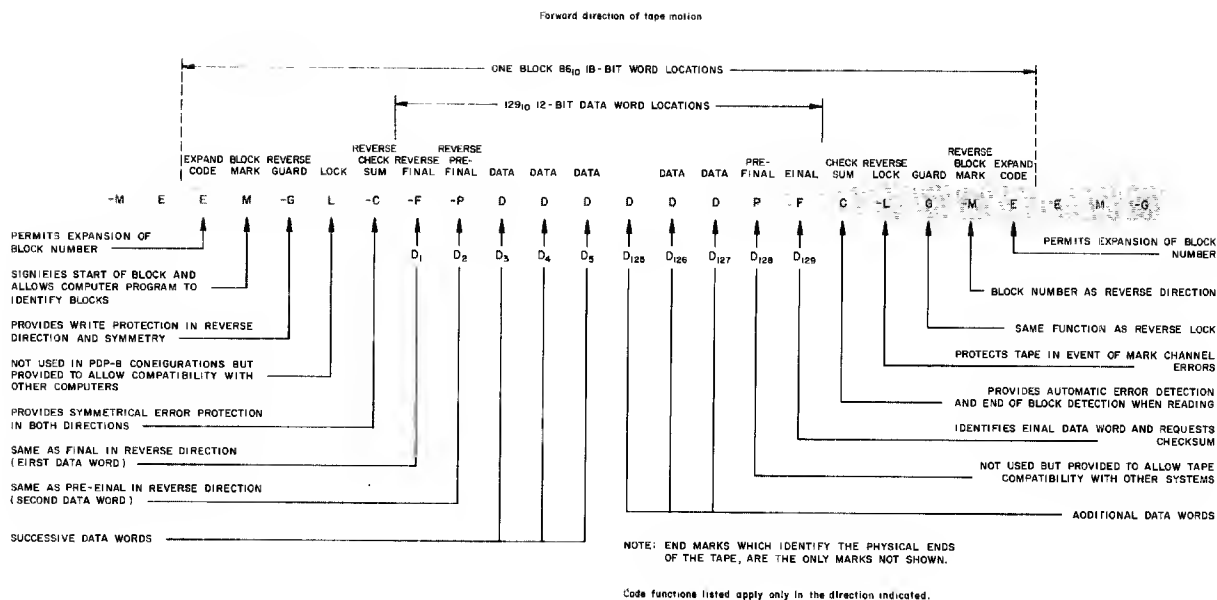 Forward direction of tape motion
ONE BLOCK 86₁₀ 18-BIT WORD LOCATIONS
129₁₀ 12-BIT DATA WORD LOCATIONS
EXPAND CODE
BLOCK MARK
REVERSE GUARD
LOCK
REVERSE CHECK SUM
REVERSE FINAL
REVERSE PRE-FINAL
DATA
DATA
DATA
DATA
DATA
PRE-FINAL
EINAL
CHECK SUM
REVERSE LOCK
GUARD
REVERSE BLOCK MARK
EXPAND CODE
-M E E M -G L -C -F -P D D D D D D P F C -L G -M E E M -G
D₁ D₂ D₃ D₄ D₅ D₁₂₅ D₁₂₆ D₁₂₇ D₁₂₈ D₁₂₉
PERMITS EXPANSION OF
BLOCK NUMBER
SIGNIEIES START OF BLOCK AND
ALLOWS COMPUTER PROGRAM TO
IDENTIFY BLOCKS
PROVIDES WRITE PROTECTION IN REVERSE
DIRECTION AND SYMMETRY
NOT USED IN PDP-8 CONEIGURATIONS BUT
PROVIDED TO ALLOW COMPATIBILITY WITH
OTHER COMPUTERS
PROVIDES SYMMETRICAL ERROR PROTECTION
IN BOTH DIRECTIONS
SAME AS FINAL IN REVERSE DIRECTION
(EIRST DATA WORD)
SAME AS PRE-EINAL IN REVERSE DIRECTION
(SECOND DATA WORD)
SUCCESSIVE DATA WORDS
PERMITS EXPANSION OF BLOCK
NUMBER
BLOCK NUMBER AS REVERSE DIRECTION
SAME FUNCTION AS REVERSE LOCK
PROTECTS TAPE IN EVENT OF MARK CHANNEL
ERRORS
PROVIDES AUTOMATIC ERROR DETECTION
AND END OF BLOCK DETECTION WHEN READING
IDENTIFIES EINAL DATA WORD AND REQUESTS
CHECKSUM
NOT USED BUT PROVIDED TO ALLOW TAPE
COMPATIBILITY WITH OTHER SYSTEMS
AODITIONAL DATA WORDS
NOTE: END MARKS WHICH IDENTIFY THE PHYSICAL ENDS
OF THE TAPE, ARE THE ONLY MARKS NOT SHOWN.
Code functions listed apply only in the direction indicated.